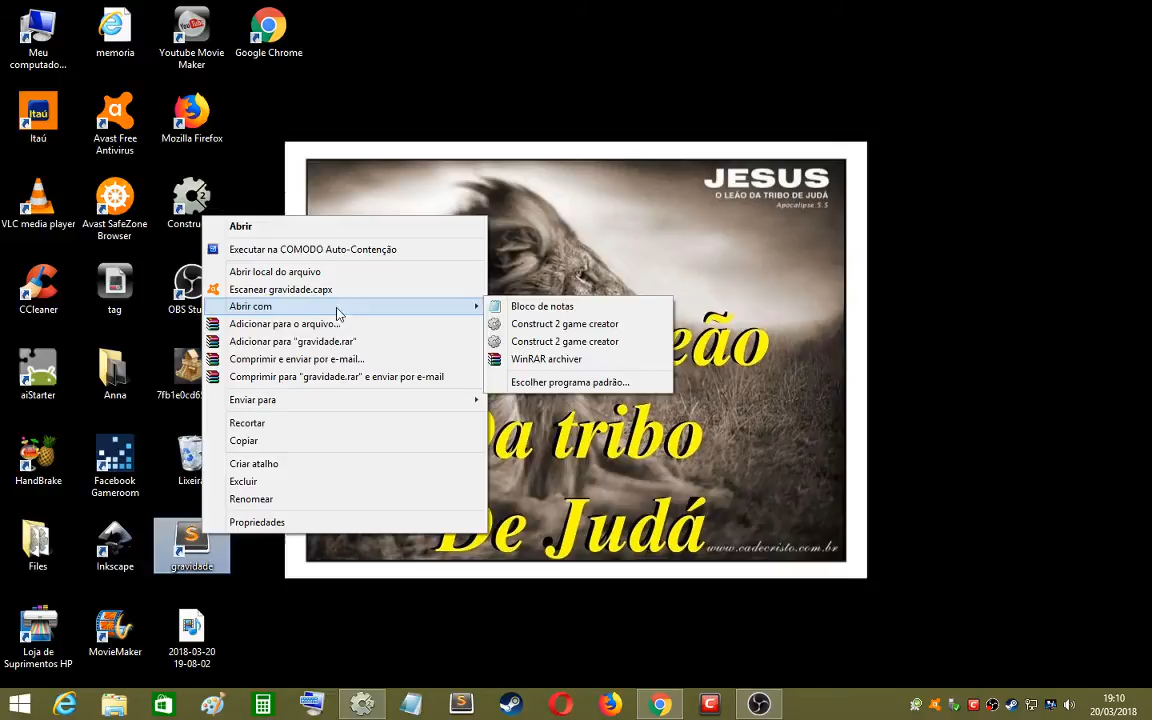 Meu
computado...
memoria
Youtube Movie
Maker
Google Chrome
Itaú
Avast Free
Antivirus
Mozilla Firefox
VLC media player
Avast SafeZone
Browser
Constru
CCleaner
tag
OBS Stu
aiStarter
Anna
7fb1e0cd6
HandBrake
Facebook
Gameroom
Lixeir
Files
Inkscape
gravidade
Loja de
Suprimentos HP
MovieMaker
2018-03-20
19-08-02
Abrir
Executar na COMODO Auto-Contenção
Abrir local do arquivo
Escanear gravidade.capx
Abrir com
Adicionar para o arquivo...
Adicionar para "gravidade.rar"
Comprimir e enviar por e-mail...
Comprimir para "gravidade.rar" e enviar por e-mail
Enviar para
Recortar
Copiar
Criar atalho
Excluir
Renomear
Propriedades
Bloco de notas
Construct 2 game creator
Construct 2 game creator
WinRAR archiver
Escolher programa padrão...
JESUS
O LEÃO DA TRIBO DE JUDÁ
Apocalipse 5.5
eão
Da tribo
De Judá
www.cadecristo.com.br
19:10
20/03/2018